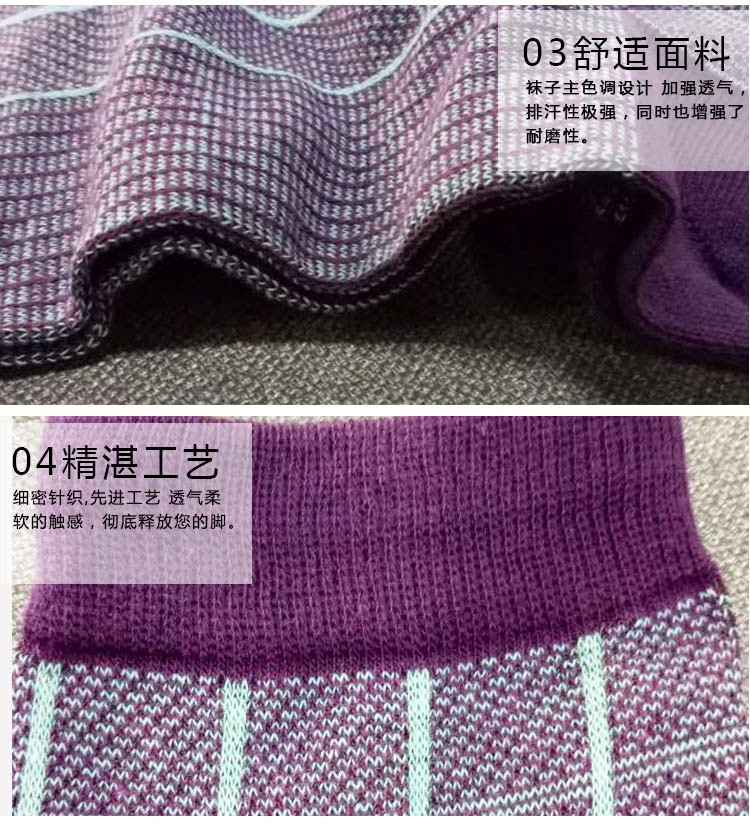 03舒适面料
袜子主色调设计 加强透气，
排汗性极强，同时也增强了
耐磨性。
04精湛工艺
细密针织,先进工艺 透气柔
软的触感，彻底释放您的脚。